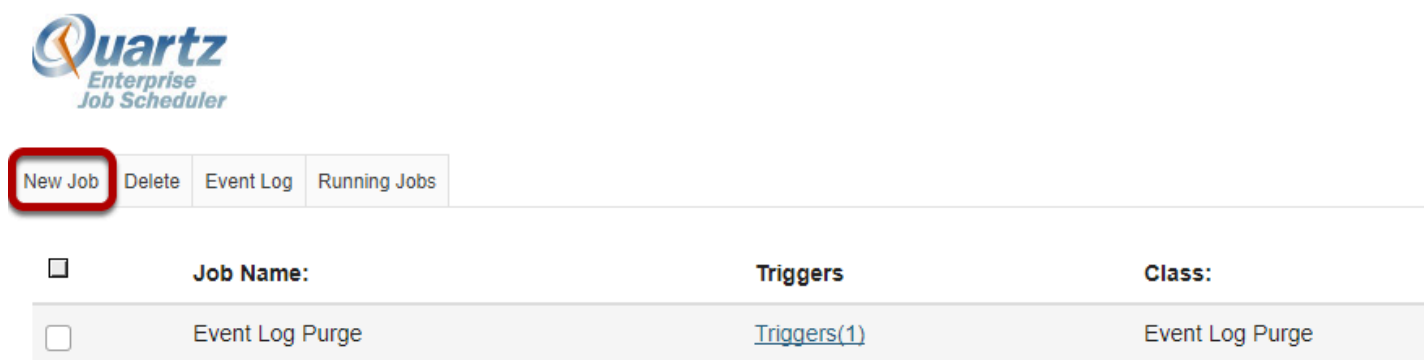 Quartz
Enterprise
Job Scheduler
New Job Delete Event Log Running Jobs
Job Name: Triggers Class:
Event Log Purge Triggers(1) Event Log Purge